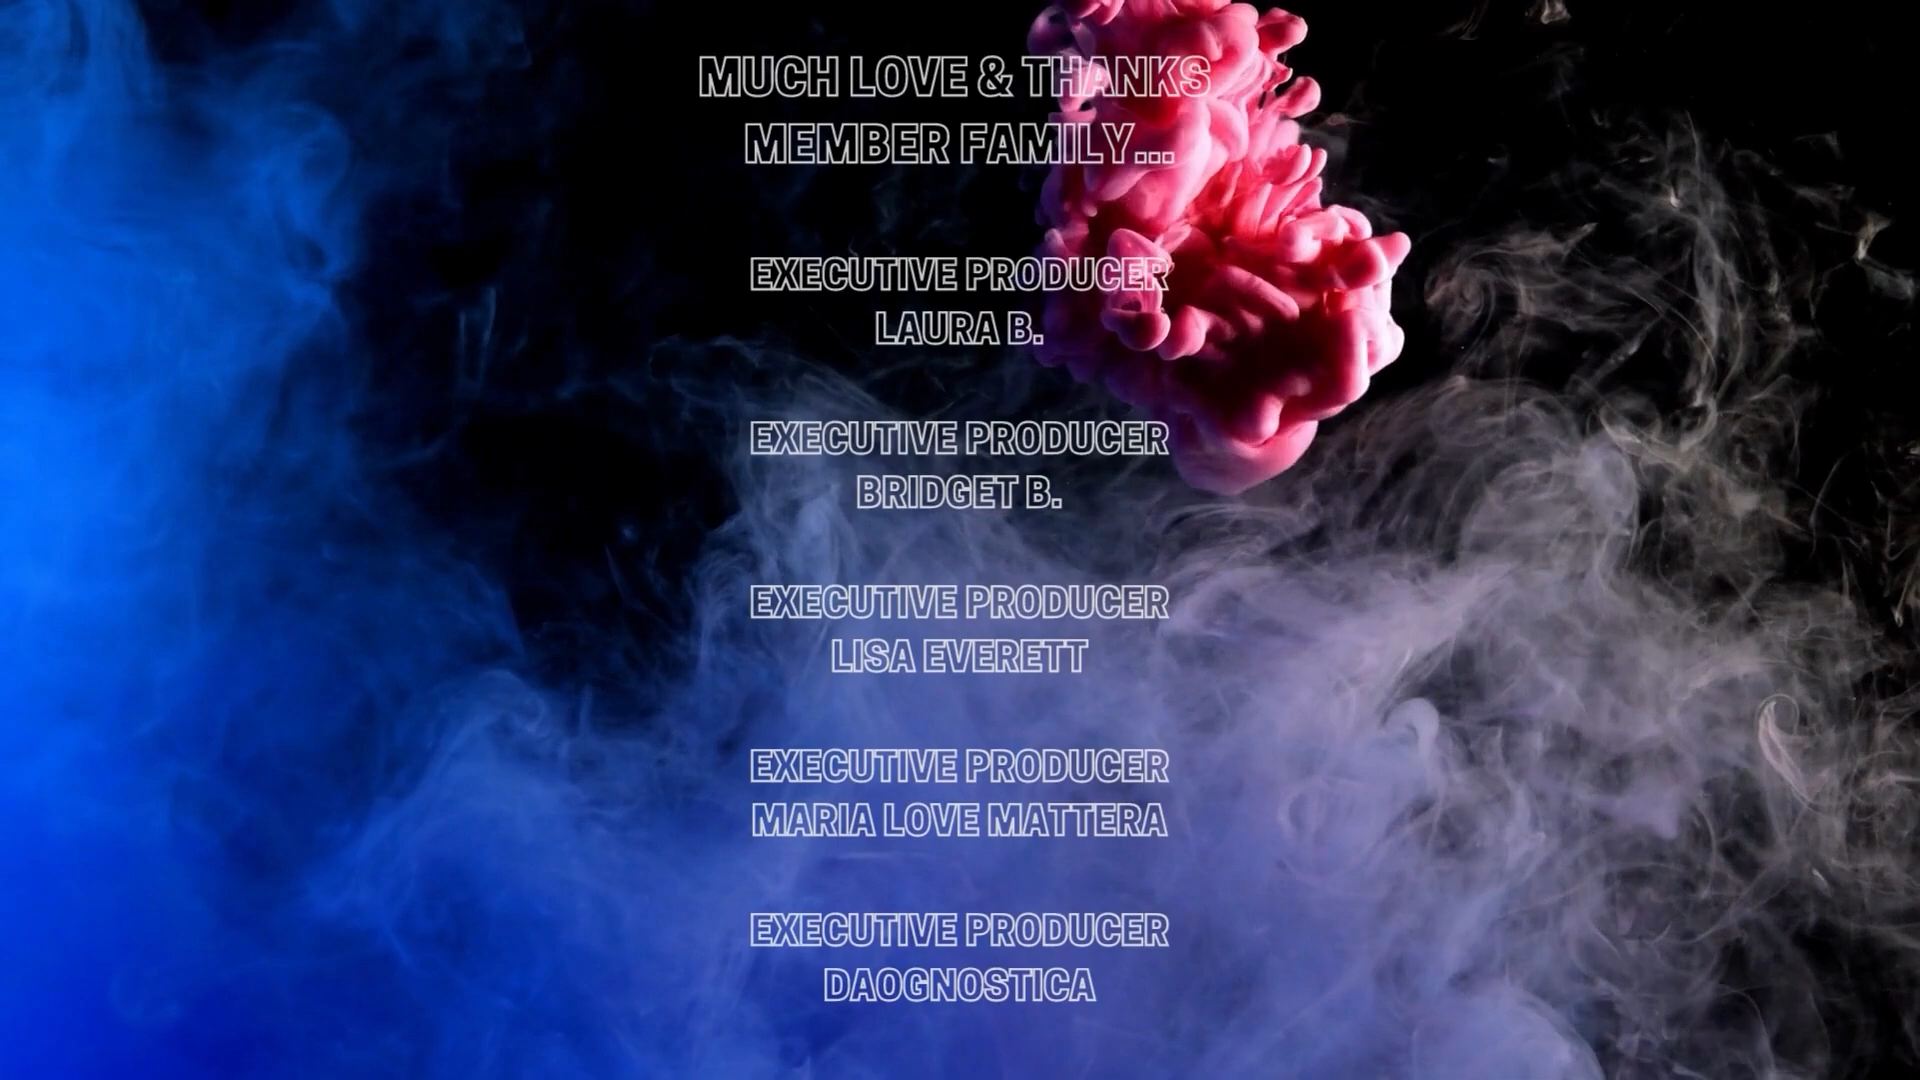 MUCH LOVE & THANKS
MEMBER FAMILY...
EXECUTIVE PRODUCER
LAURA B.
EXECUTIVE PRODUCER
BRIDGET B.
EXECUTIVE PRODUCER
LISA EVERETT
EXECUTIVE PRODUCER
MARIA LOVE MATTERA
EXECUTIVE PRODUCER
DAOGNOSTICA